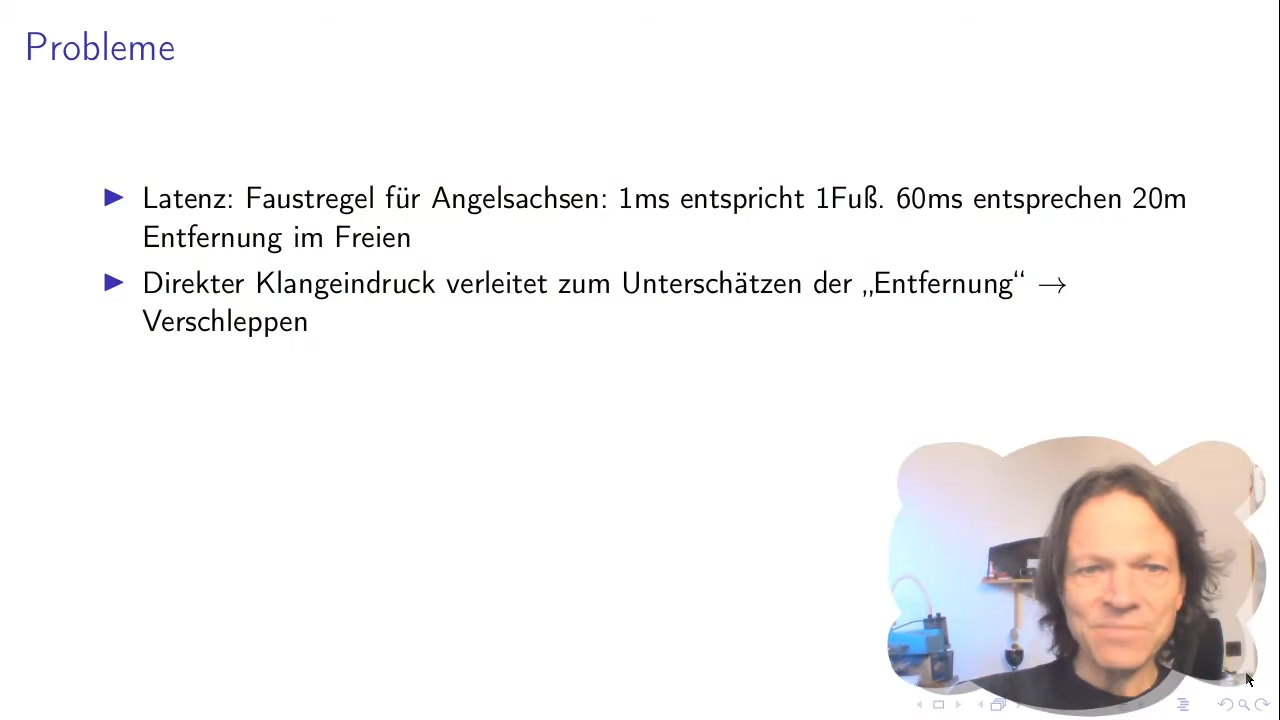 Probleme
Latenz: Faustregel für Angelsachsen: 1ms entspricht 1Fuß. 60ms entsprechen 20m
Entfernung im Freien
Direkter Klangeindruck verleitet zum Unterschätzen der „Entfernung“ →
Verschleppen